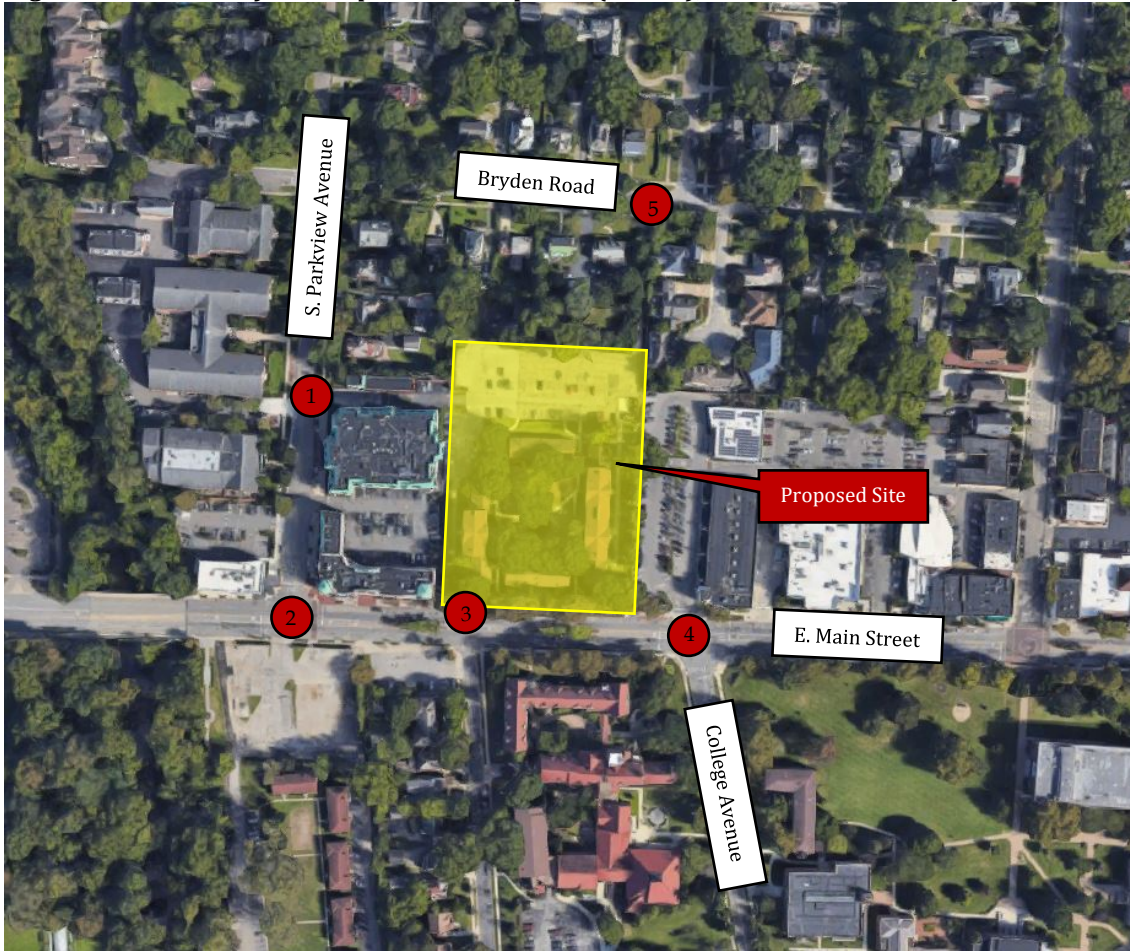 S. Parkview Avenue
Bryden Road
5
1
Proposed Site
2
3
4
E. Main Street
College Avenue